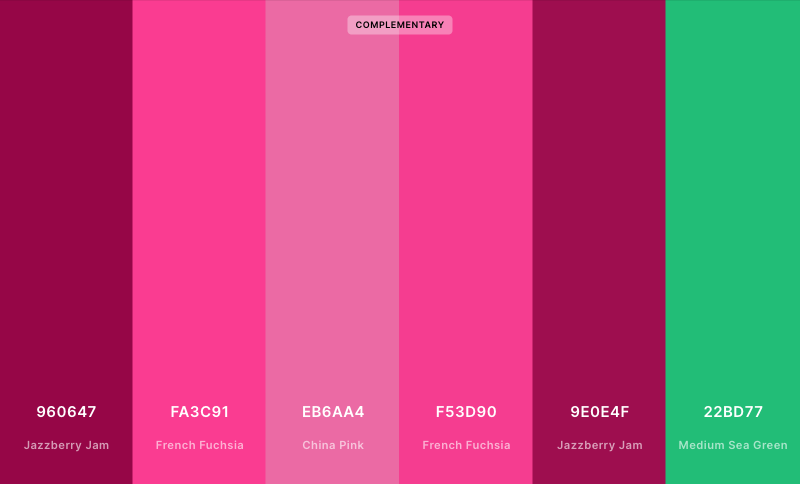 COMPLEMENTARY
960647
Jazzberry Jam
FA3C91
French Fuchsia
EB6AA4
China Pink
F53D90
French Fuchsia
9E0E4F
Jazzberry Jam
22BD77
Medium Sea Green